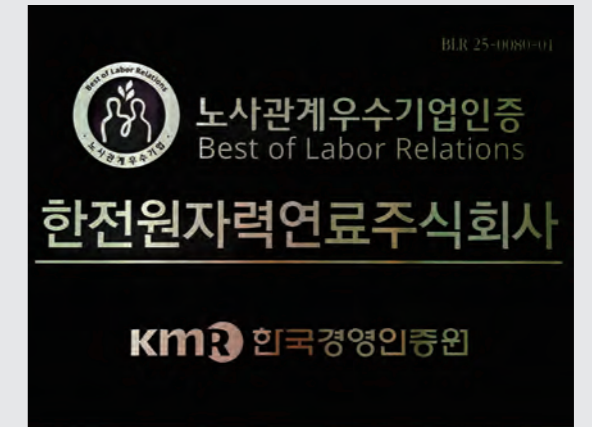 BLR 25-0080-01
Best of Labor Relations
· 노사관계우수기업 ·
노사관계우수기업인증
Best of Labor Relations
한전원자력연료주식회사
KMR 한국경영인증원